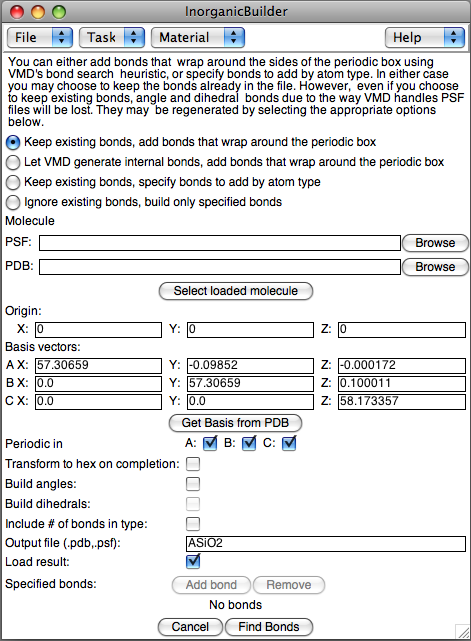 InorganicBuilder
File Task Material Help
You can either add bonds that wrap around the sides of the periodic box using
VMD's bond search heuristic, or specify bonds to add by atom type. In either case
you may choose to keep the bonds already in the file. However, even if you choose
to keep existing bonds, angle and dihedral bonds due to the way VMD handles PSF
files will be lost. They may be regenerated by selecting the appropriate options
below.
Keep existing bonds, add bonds that wrap around the periodic box
Let VMD generate internal bonds, add bonds that wrap around the periodic box
Keep existing bonds, specify bonds to add by atom type
Ignore existing bonds, build only specified bonds
Molecule
PSF: Browse
PDB: Browse
Select loaded molecule
Origin:
X: 0 Y: 0 Z: 0
Basis vectors:
A X: 57.30659 Y: -0.09852 Z: -0.000172
B X: 0.0 Y: 57.30659 Z: 0.100011
C X: 0.0 Y: 0.0 Z: 58.173357
Get Basis from PDB
Periodic in A: B: C:
Transform to hex on completion:
Build angles:
Build dihedrals:
Include # of bonds in type:
Output file (.pdb,.psf): ASiO2
Load result:
Specified bonds: Add bond Remove
No bonds
Cancel Find Bonds